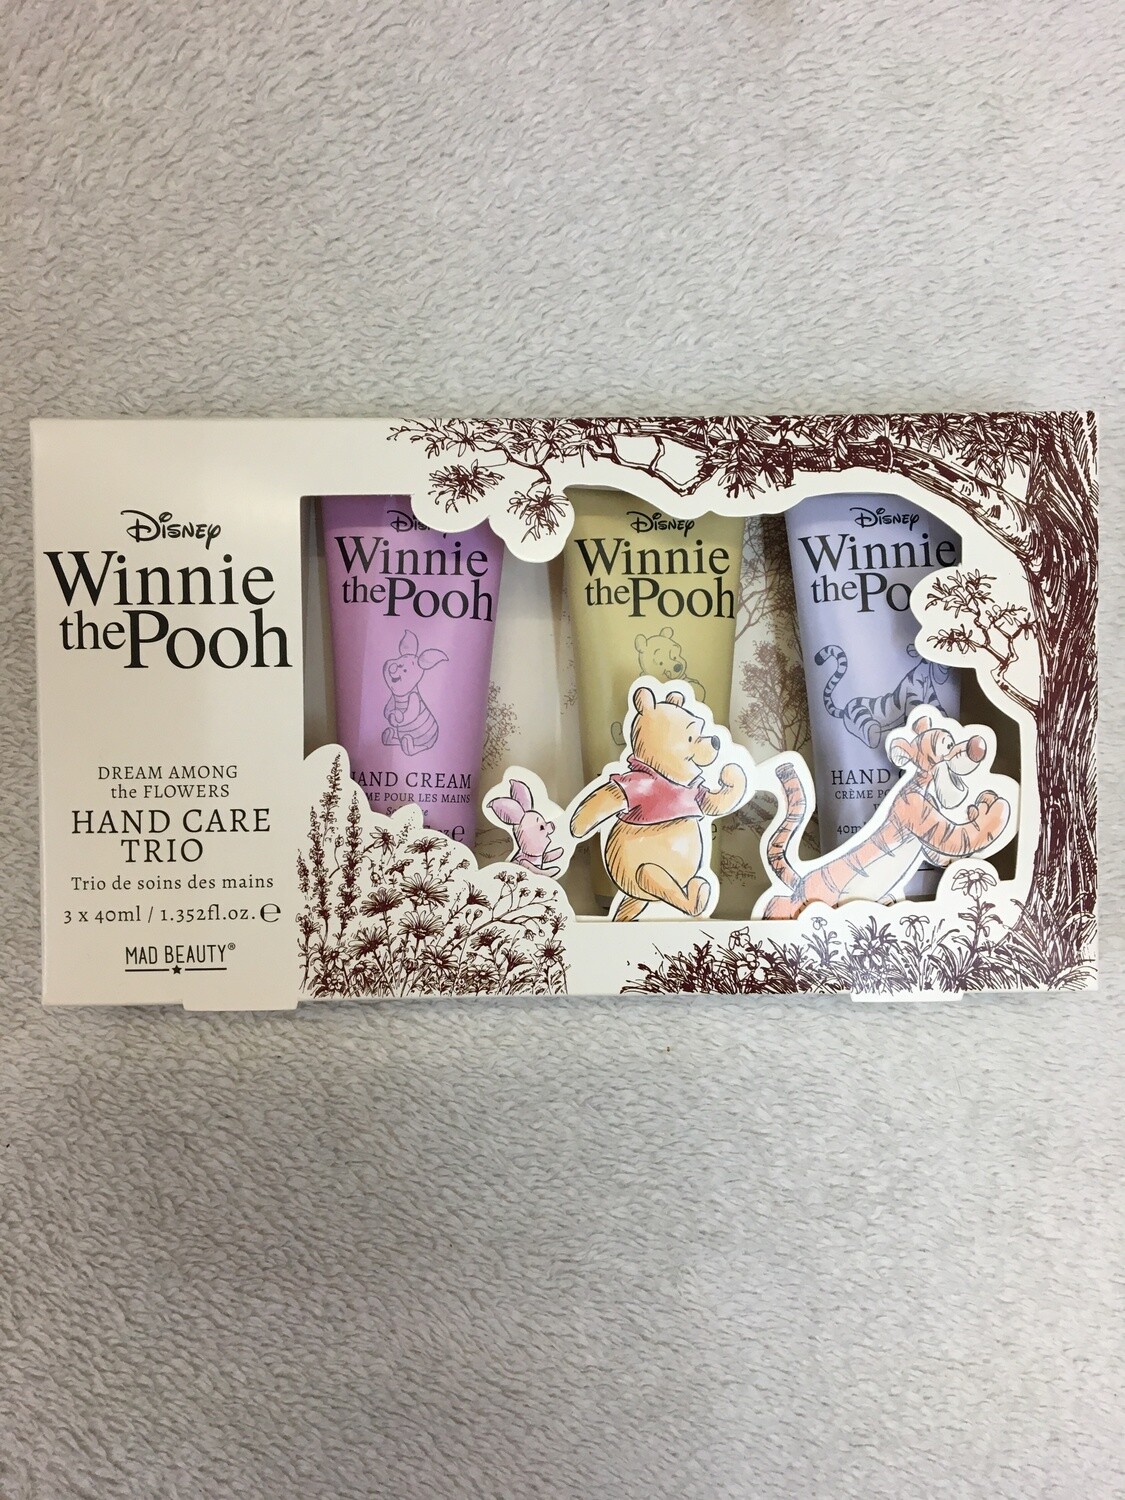 Disney
Winnie
the Pooh
DREAM AMONG
the FLOWERS
HAND CARE
TRIO
Trio de soins des mains
3 x 40ml / 1.352fl.oz. ℮
MAD BEAUTY®
Winnie
the Pooh
HAND CREAM
POUR LES MAINS
Disney
Winnie
the Pooh
Disney
Winnie
the
HAND
CRÈME
40ml